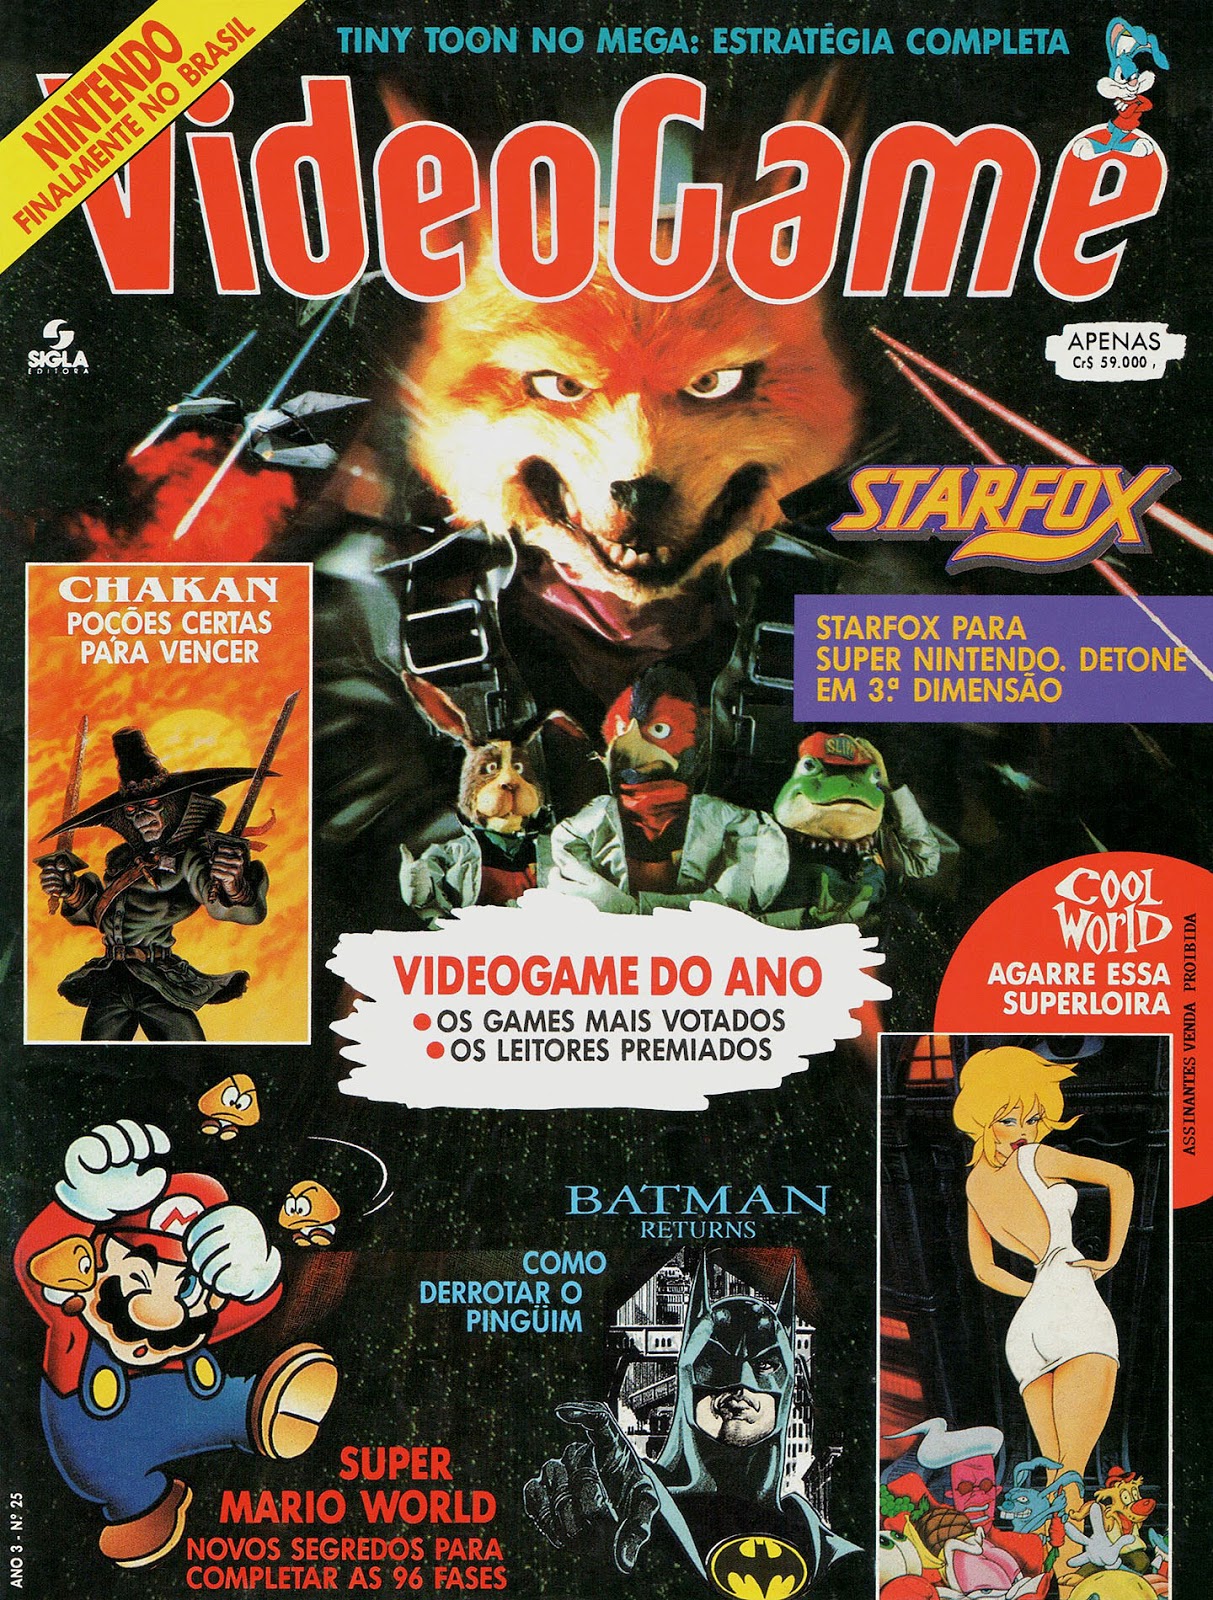 TINY TOON NO MEGA: ESTRATÉGIA COMPLETA
NINTENDO
FINALMENTE NO BRASIL
VideoGame
SIGLA
EDITORA
APENAS
Cr$ 59.000,
STARFOX
STARFOX PARA
SUPER NINTENDO. DETONE
EM 3ª DIMENSÃO
CHAKAN
POÇÕES CERTAS
PARA VENCER
SLIP
COOL
WORLD
AGARRE ESSA
SUPERLOIRA
ASSINANTES VENDA PROIBIDA
VIDEOGAME DO ANO
● OS GAMES MAIS VOTADOS
● OS LEITORES PREMIADOS
M
BATMAN
RETURNS
COMO
DERROTAR O
PINGÜIM
SUPER
MARIO WORLD
NOVOS SEGREDOS PARA
COMPLETAR AS 96 FASES
ANO 3 - Nº 25